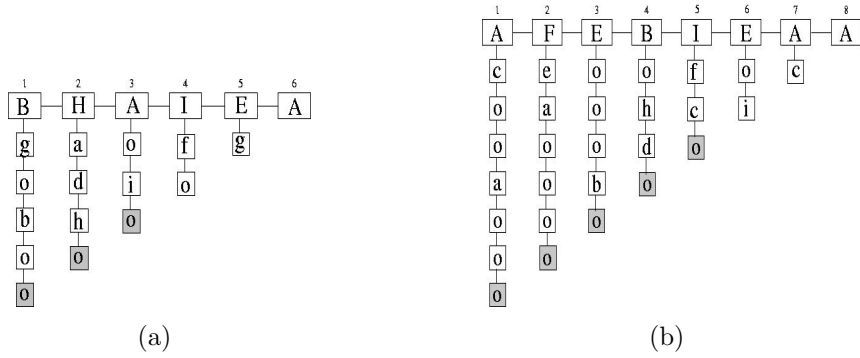 1 2 3 4 5 6
B H A I E A
g a o f g
o d i o
b h o
o o
o
(a)
1 2 3 4 5 6 7 8
A F E B I E A A
c e o o f o c
o a o h c i
o o o d o
a o b o
o o o
o o
o
(b)